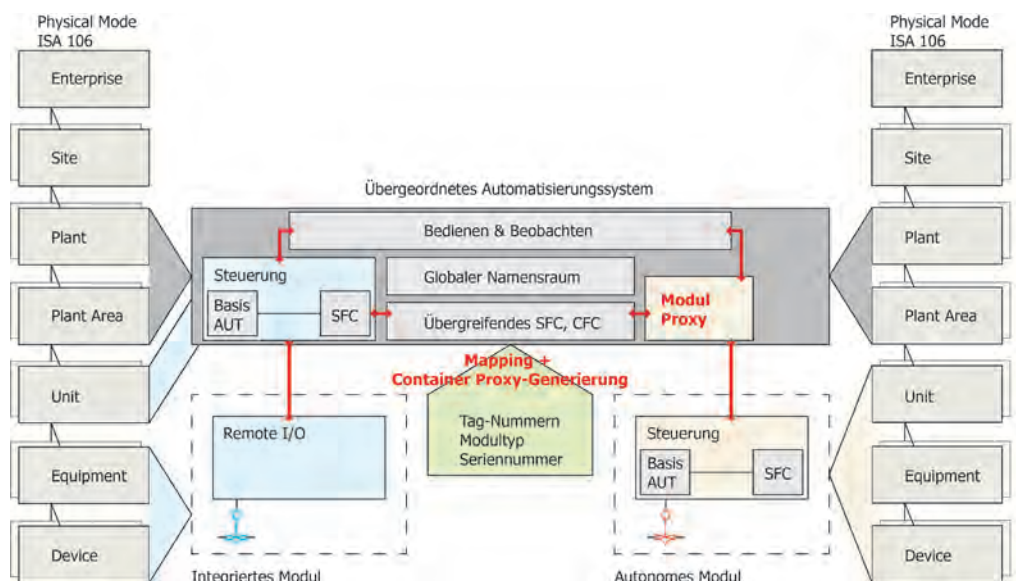 Physical Mode
ISA 106
Enterprise
Site
Plant
Plant Area
Unit
Equipment
Device
Übergeordnetes Automatisierungssystem
Bedienen & Beobachten
Steuerung
Basis
AUT
SFC
Globaler Namensraum
Übergreifendes SFC, CFC
Modul
Proxy
Mapping +
Container Proxy-Generierung
Tag-Nummern
Modultyp
Seriennummer
Remote I/O
Integriertes Modul
Steuerung
Basis
AUT
SFC
Autonomes Modul
Physical Mode
ISA 106
Enterprise
Site
Plant
Plant Area
Unit
Equipment
Device